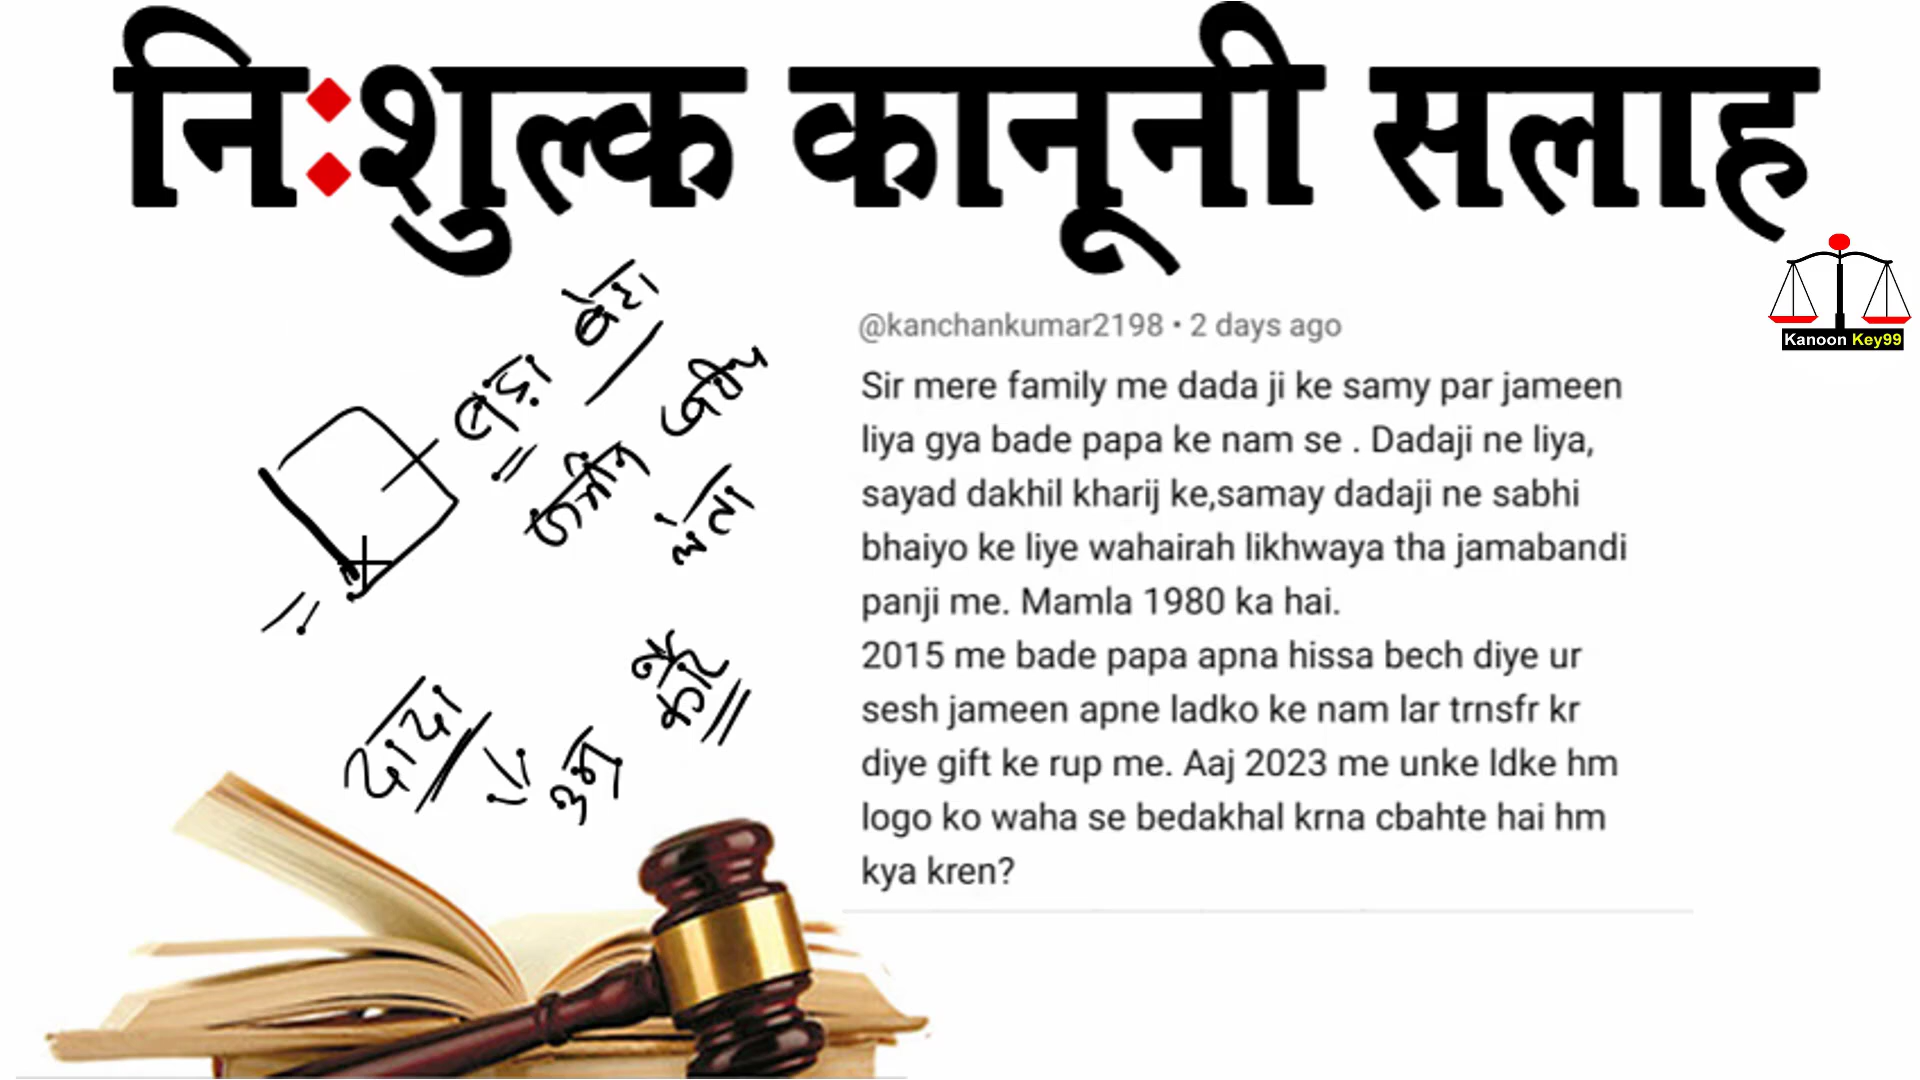 नि:शुल्क कानूनी सलाह
Kanoon Key99
@kanchankumar2198 • 2 days ago
Sir mere family me dada ji ke samy par jameen
liya gya bade papa ke nam se . Dadaji ne liya,
sayad dakhil kharij ke,samay dadaji ne sabhi
bhaiyo ke liye wahairah likhwaya tha jamabandi
panji me. Mamla 1980 ka hai.
2015 me bade papa apna hissa bech diye ur
sesh jameen apne ladko ke nam lar trnsfr kr
diye gift ke rup me. Aaj 2023 me unke ldke hm
logo ko waha se bedakhal krna cbahte hai hm
kya kren?
दादा